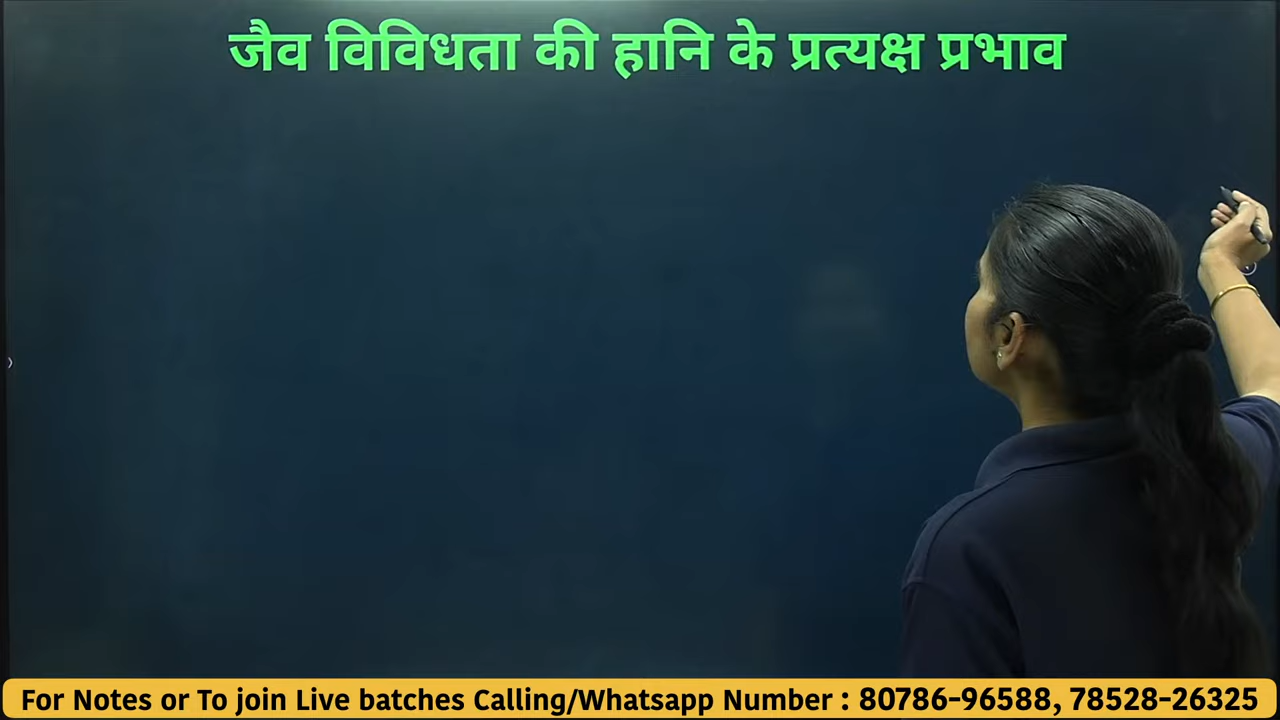 जैव विविधता की हानि के प्रत्यक्ष प्रभाव
For Notes or To join Live batches Calling/Whatsapp Number : 80786-96588, 78528-26325